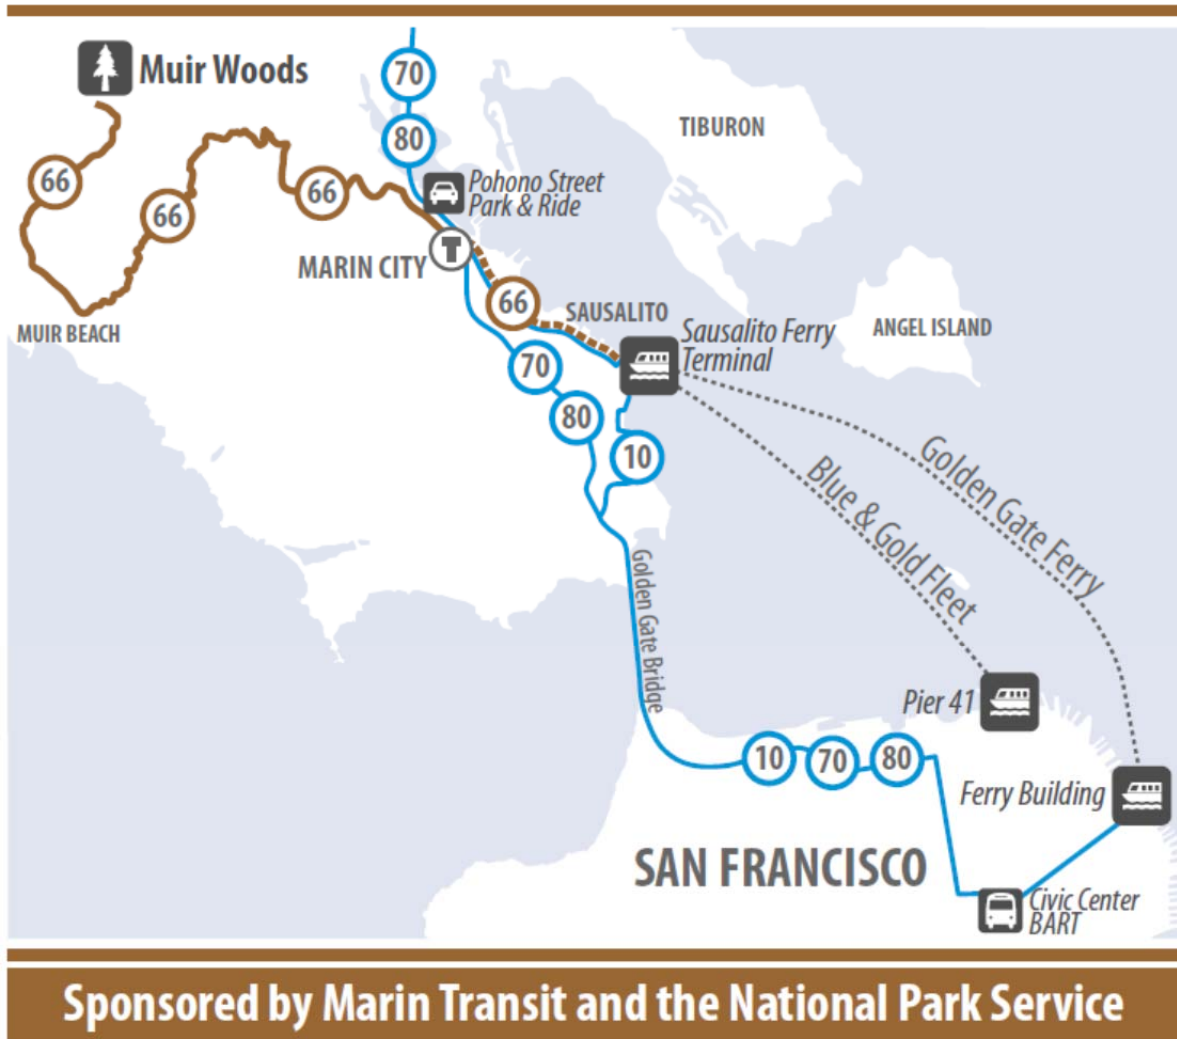 Muir Woods
70
80
TIBURON
66
66
66
Pohono Street
Park & Ride
T
MARIN CITY
66
SAUSALITO
MUIR BEACH
Sausalito Ferry
Terminal
ANGEL ISLAND
70
80
10
Golden Gate Ferry
Blue & Gold Fleet
Golden Gate Bridge
Pier 41
10
70
80
Ferry Building
SAN FRANCISCO
Civic Center
BART
Sponsored by Marin Transit and the National Park Service